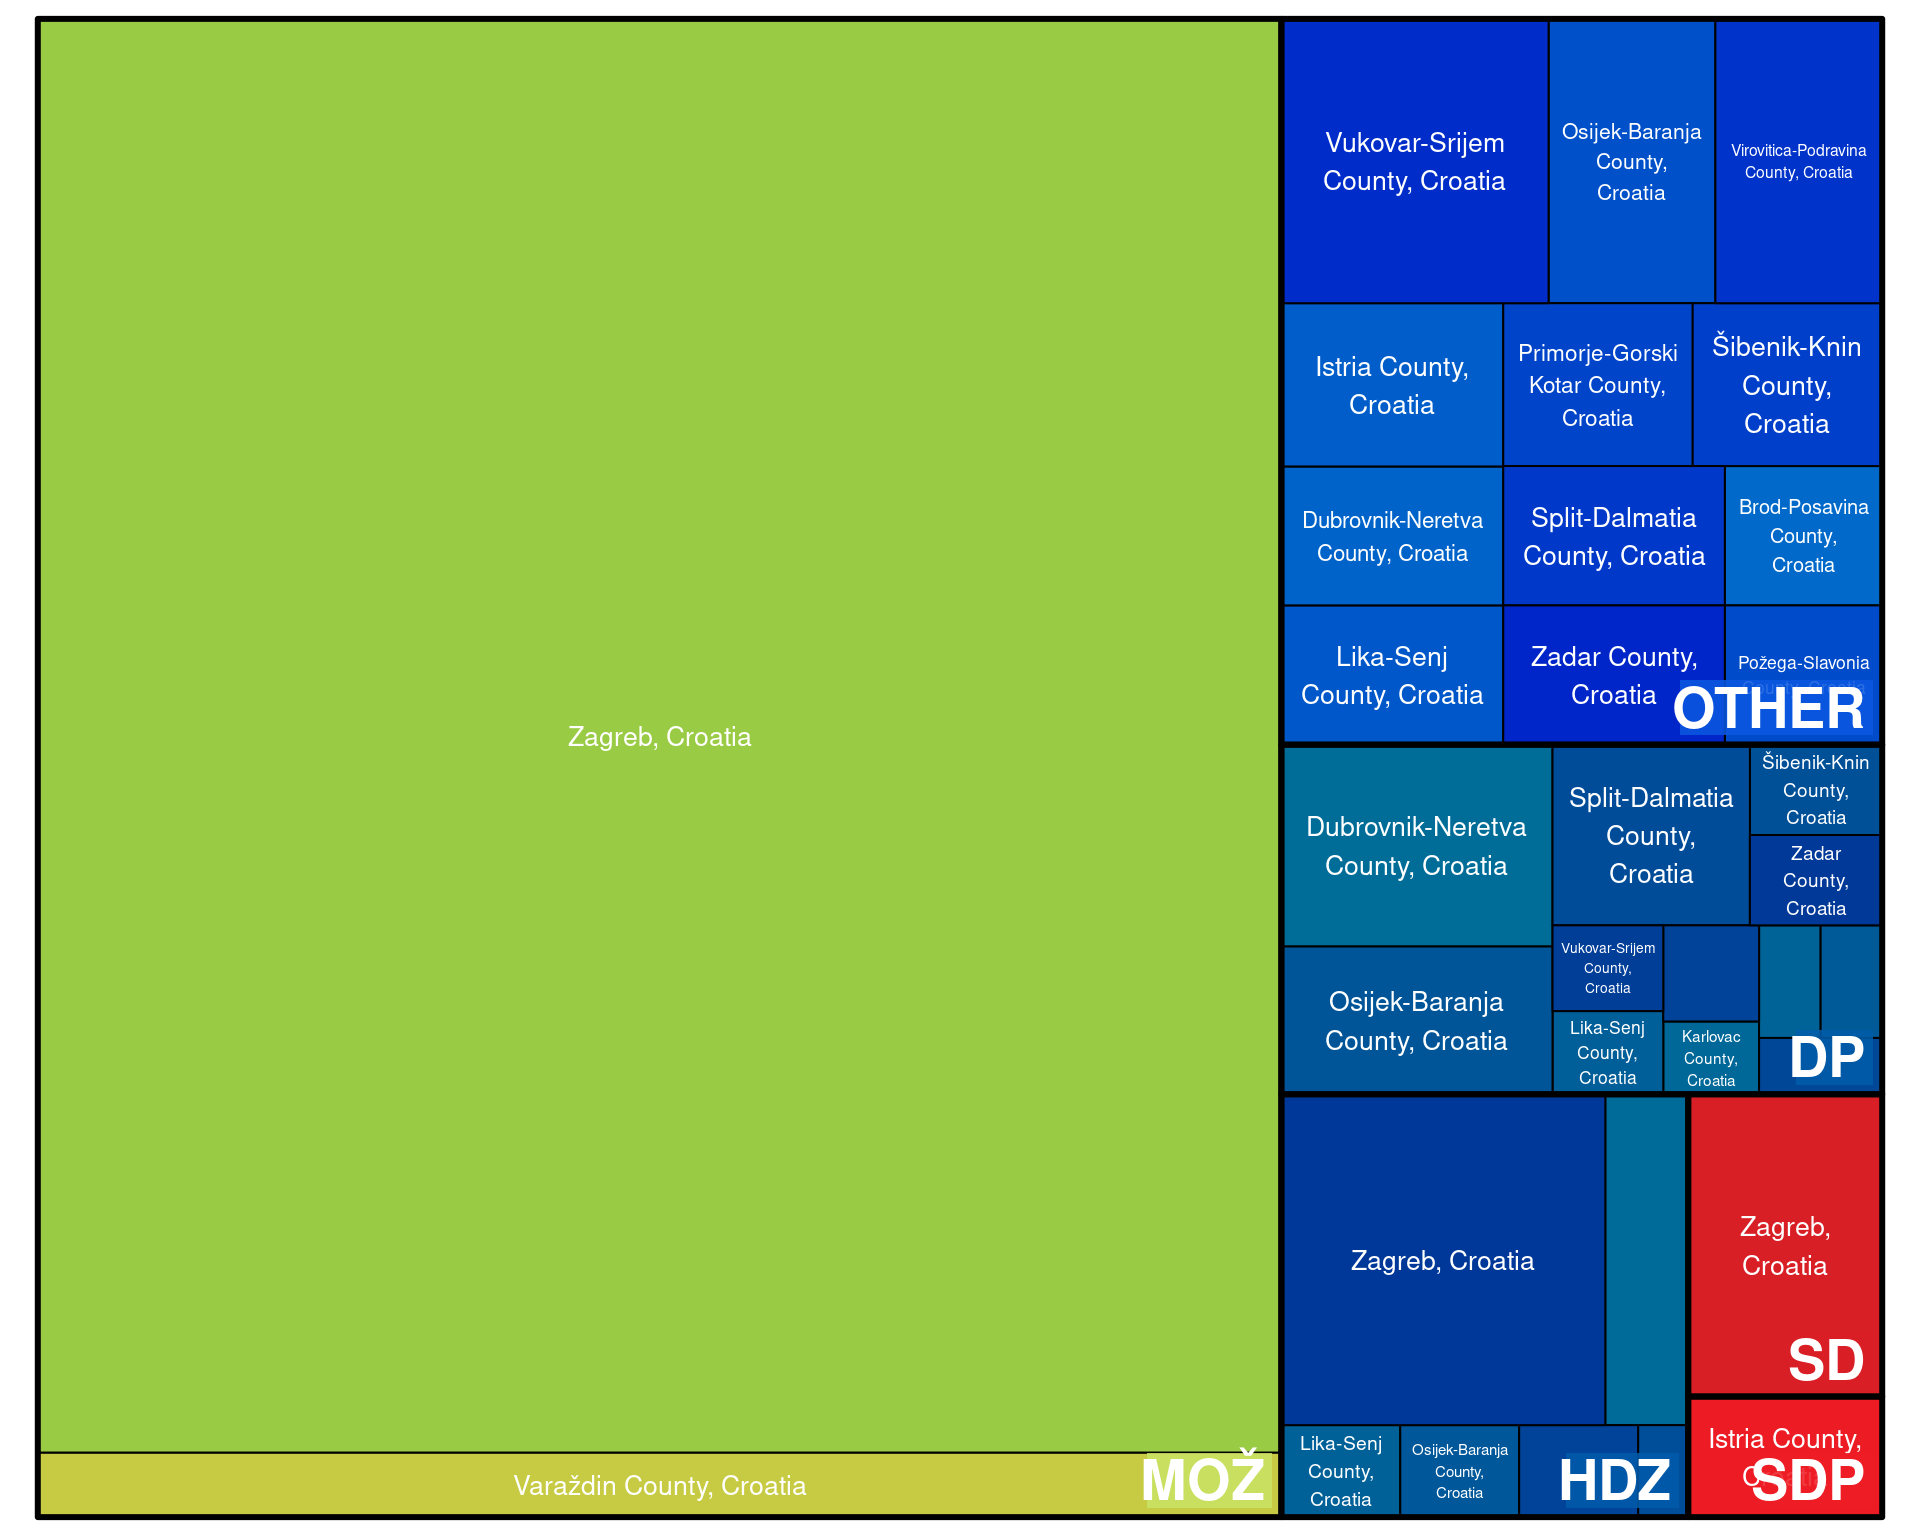 Zagreb, Croatia
Varaždin County, Croatia
MOŽ
Vukovar-Srijem
County, Croatia
Osijek-Baranja
County,
Croatia
Virovitica-Podravina
County, Croatia
Istria County,
Croatia
Primorje-Gorski
Kotar County,
Croatia
Šibenik-Knin
County,
Croatia
Dubrovnik-Neretva
County, Croatia
Split-Dalmatia
County, Croatia
Brod-Posavina
County,
Croatia
Lika-Senj
County, Croatia
Zadar County,
Croatia
Požega-Slavonia
County, Croatia
OTHER
Dubrovnik-Neretva
County, Croatia
Osijek-Baranja
County, Croatia
Split-Dalmatia
County,
Croatia
Šibenik-Knin
County,
Croatia
Zadar
County,
Croatia
Vukovar-Srijem
County,
Croatia
Lika-Senj
County,
Croatia
Karlovac
County,
Croatia
DP
Zagreb, Croatia
Lika-Senj
County,
Croatia
Osijek-Baranja
County,
Croatia
HDZ
Zagreb,
Croatia
SD
Istria County,
SDP